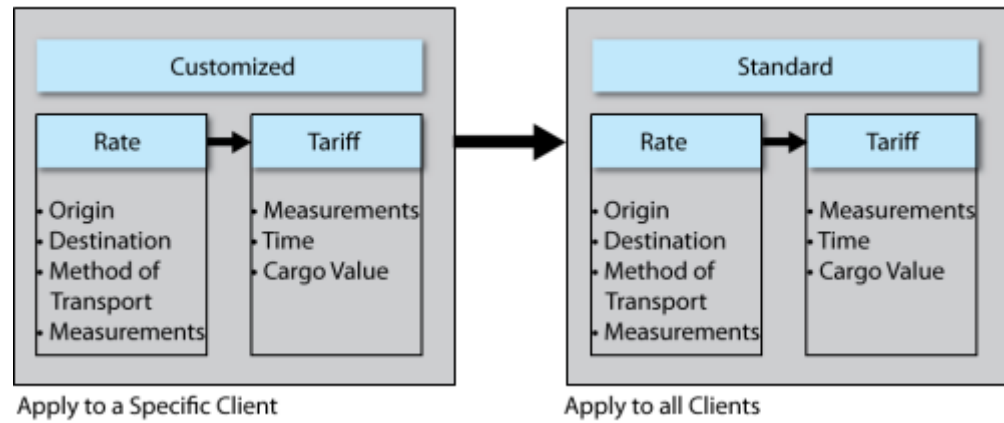 Customized
Rate
Tariff
• Origin
• Destination
• Method of
Transport
• Measurements
• Measurements
• Time
• Cargo Value
Apply to a Specific Client
Standard
Rate
Tariff
• Origin
• Destination
• Method of
Transport
• Measurements
• Measurements
• Time
• Cargo Value
Apply to all Clients